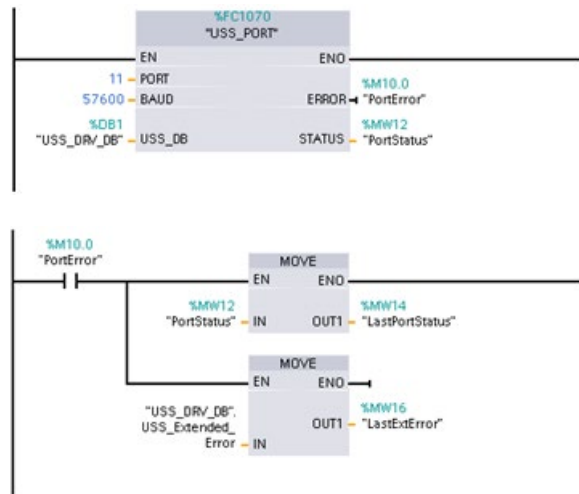 %FC1070
"USS_PORT"
EN ENO
11 PORT
%M10.0
57600 BAUD ERROR "PortError"
%DB1 %MW12
"USS_DRV_DB" USS_DB STATUS "PortStatus"
%M10.0
"PortError"
MOVE
EN ENO
%MW12 %MW14
"PortStatus" IN OUT1 "LastPortStatus"
MOVE
EN ENO
"USS_DRV_DB".
%MW16
USS_Extended_ OUT1 "LastExtError"
Error IN